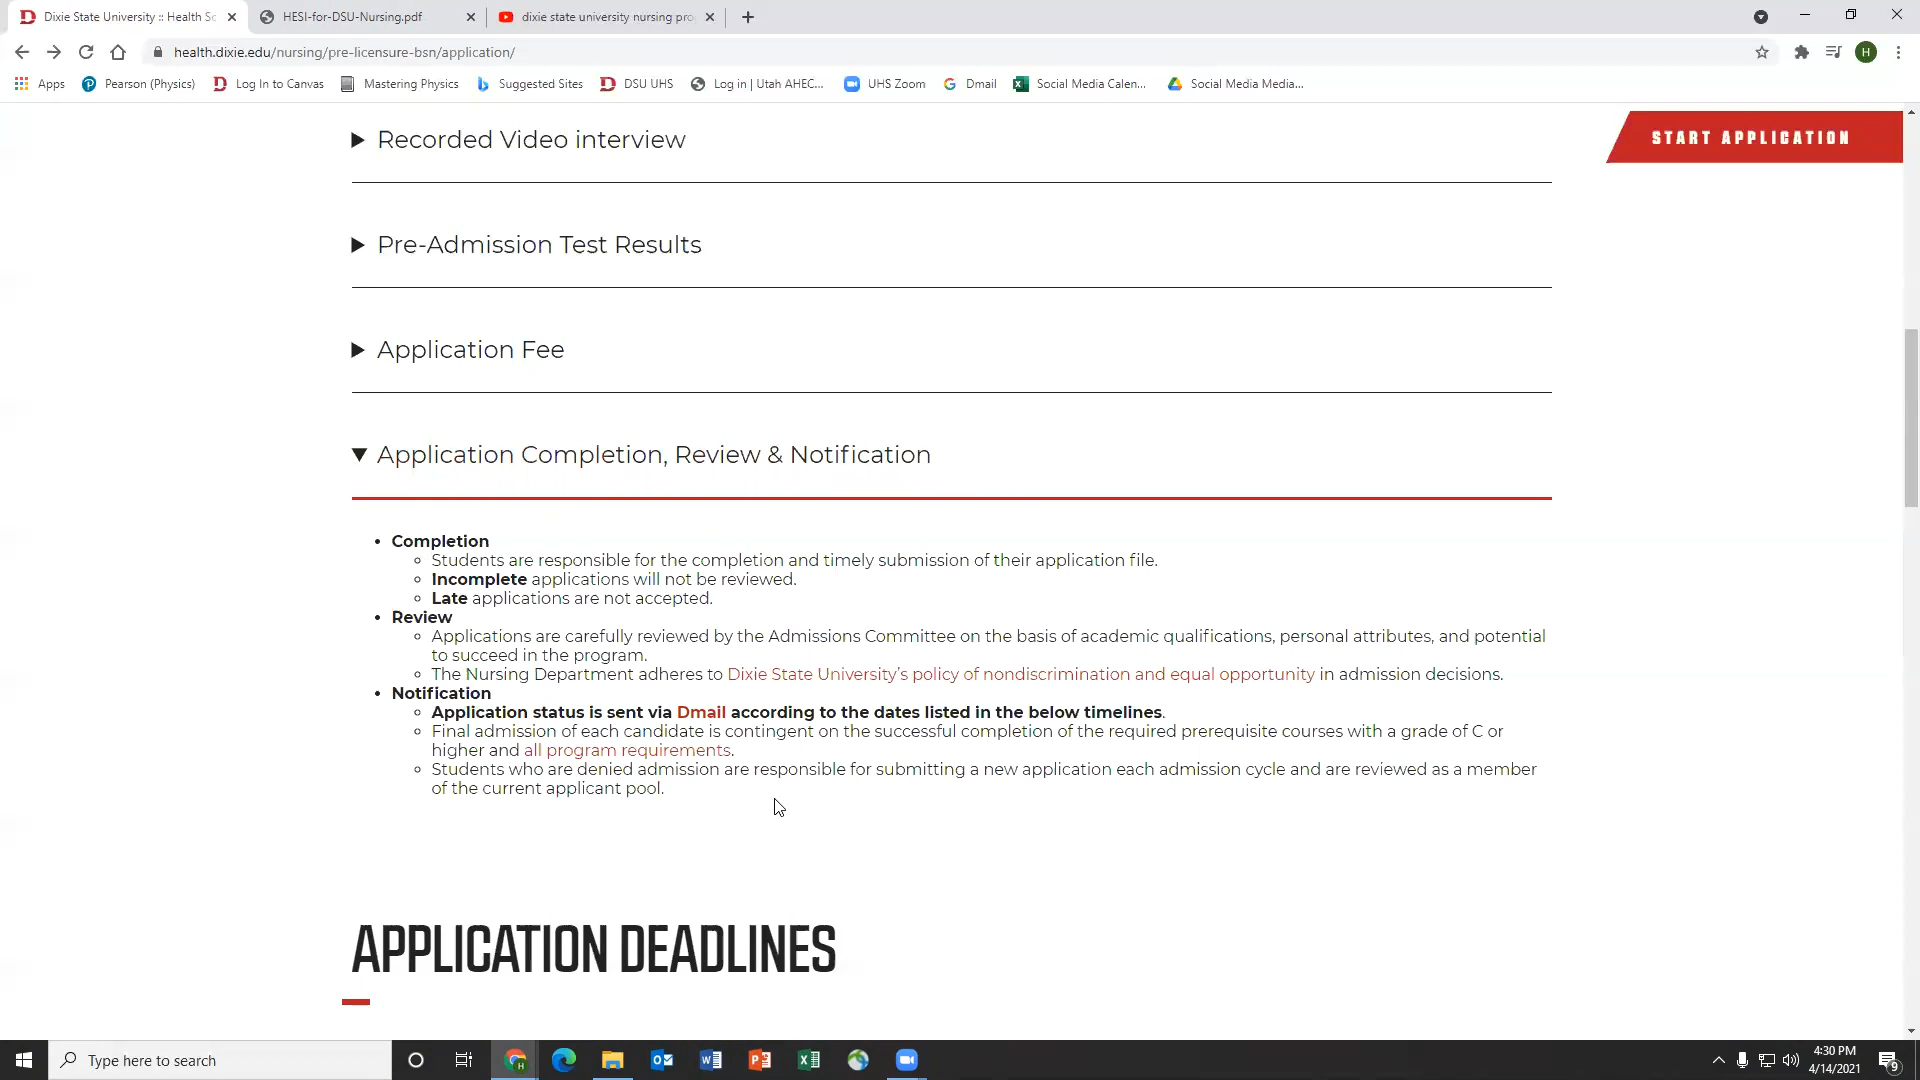 Dixie State University :: Health Sc
HESI-for-DSU-Nursing.pdf
dixie state university nursing pro
health.dixie.edu/nursing/pre-licensure-bsn/application/
H
Apps
Pearson (Physics)
Log In to Canvas
Mastering Physics
Suggested Sites
DSU UHS
Log in | Utah AHEC...
UHS Zoom
Dmail
Social Media Calen...
Social Media Media...
START APPLICATION
Recorded Video interview
Pre-Admission Test Results
Application Fee
Application Completion, Review & Notification
• Completion
◦ Students are responsible for the completion and timely submission of their application file.
◦ Incomplete applications will not be reviewed.
◦ Late applications are not accepted.
• Review
◦ Applications are carefully reviewed by the Admissions Committee on the basis of academic qualifications, personal attributes, and potential
to succeed in the program.
◦ The Nursing Department adheres to Dixie State University's policy of nondiscrimination and equal opportunity in admission decisions.
• Notification
◦ Application status is sent via Dmail according to the dates listed in the below timelines.
◦ Final admission of each candidate is contingent on the successful completion of the required prerequisite courses with a grade of C or
higher and all program requirements.
◦ Students who are denied admission are responsible for submitting a new application each admission cycle and are reviewed as a member
of the current applicant pool.
APPLICATION DEADLINES
Type here to search
4:30 PM
4/14/2021
9